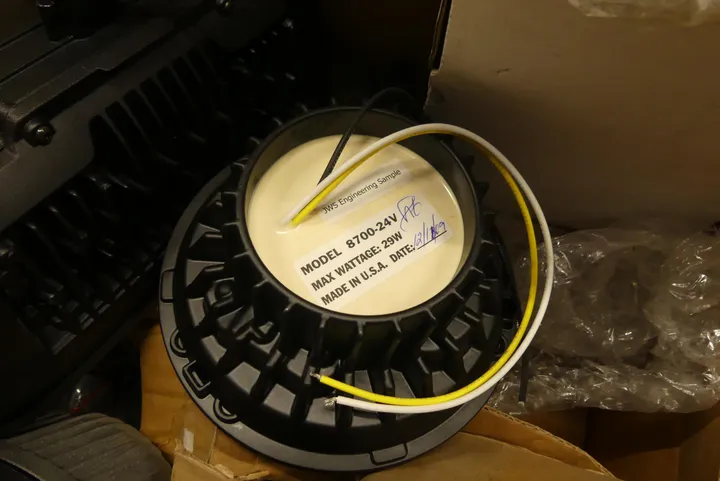 JWS Engineering Sample
MODEL 8700-24V
MAX WATTAGE: 29W
MADE IN U.S.A. DATE: